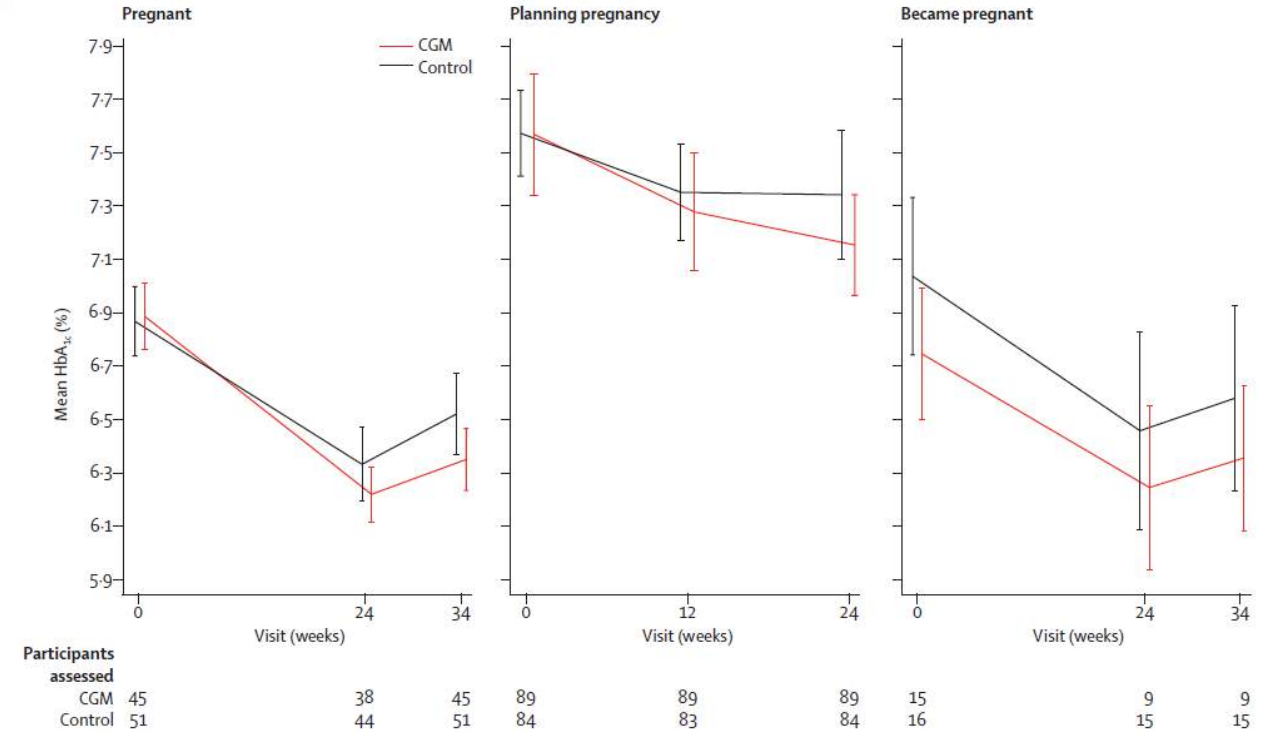 Pregnant
Planning pregnancy
Became pregnant
CGM
Control
Mean HbA1c (%)
7·9
7·7
7·5
7·3
7·1
6·9
6·7
6·5
6·3
6·1
5·9
0 24 34
0 12 24
0 24 34
Visit (weeks)
Visit (weeks)
Visit (weeks)
Participants
assessed
CGM 45 38 45 89 89 89 15 9 9
Control 51 44 51 84 83 84 16 15 15